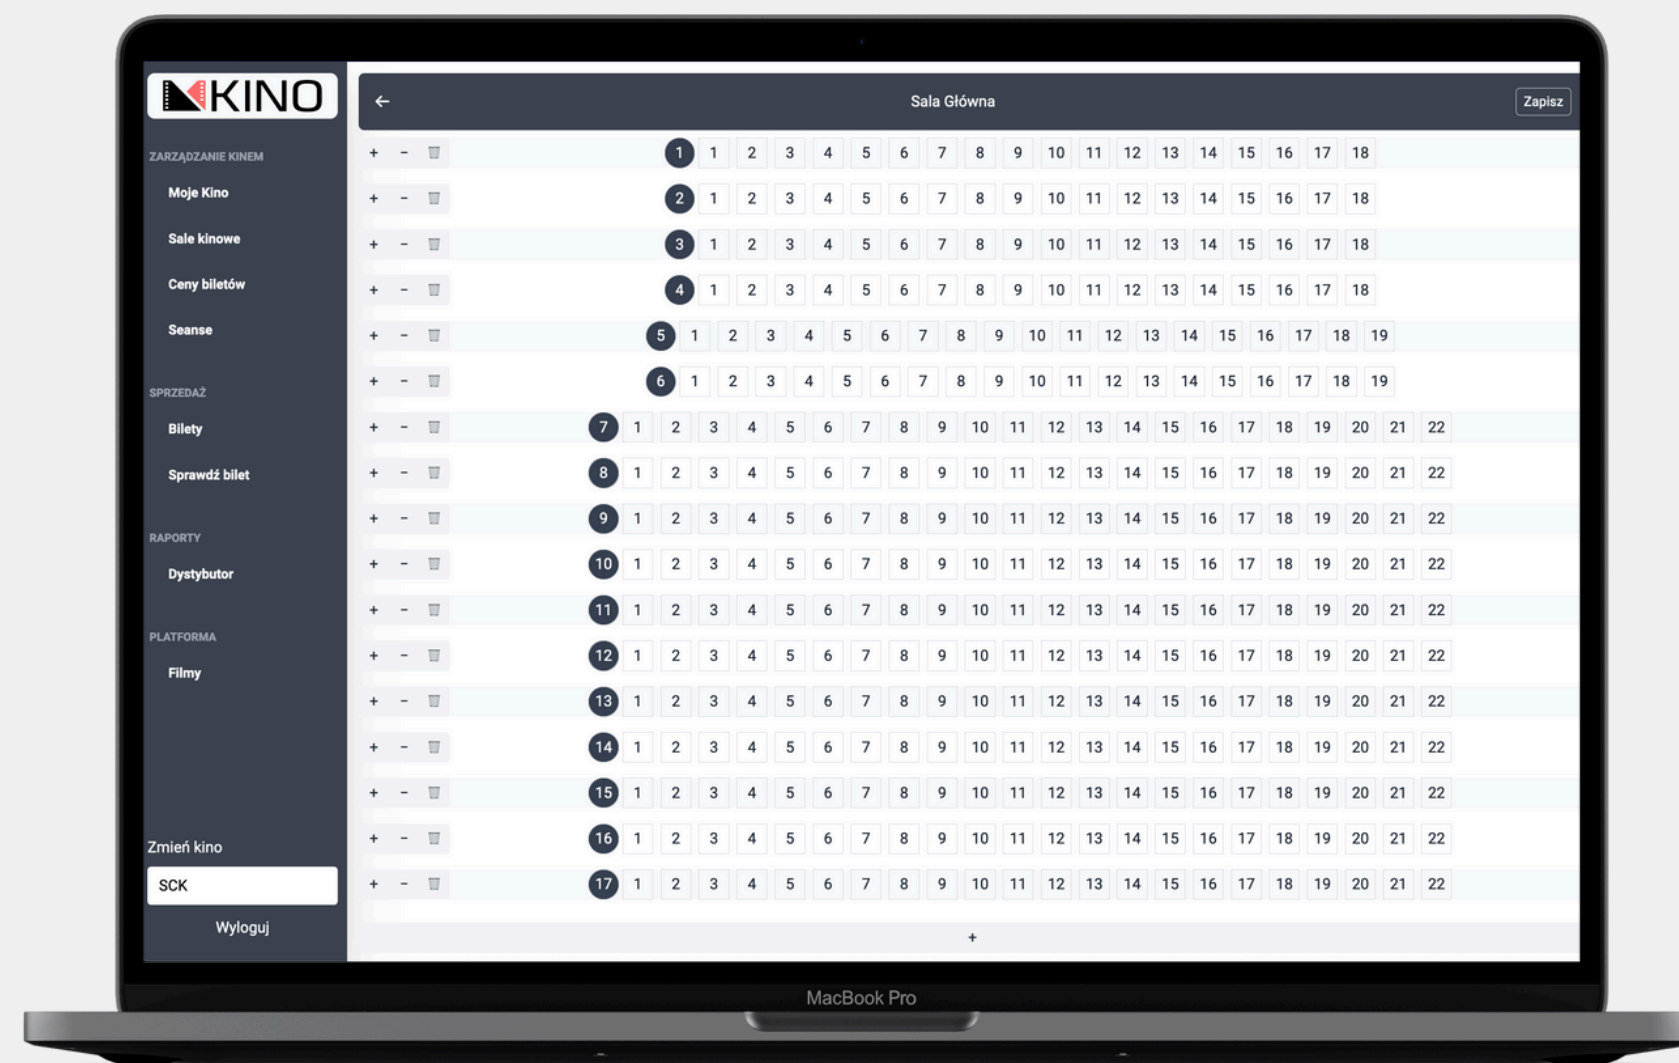 KINO
ZARZĄDZANIE KINEM
Moje Kino
Sale kinowe
Ceny biletów
Seanse
SPRZEDAŻ
Bilety
Sprawdź bilet
RAPORTY
Dystybutor
PLATFORMA
Filmy
Zmień kino
SCK
Wyloguj
← Sala Główna Zapisz
+ - 1 1 2 3 4 5 6 7 8 9 10 11 12 13 14 15 16 17 18
+ - 2 1 2 3 4 5 6 7 8 9 10 11 12 13 14 15 16 17 18
+ - 3 1 2 3 4 5 6 7 8 9 10 11 12 13 14 15 16 17 18
+ - 4 1 2 3 4 5 6 7 8 9 10 11 12 13 14 15 16 17 18
+ - 5 1 2 3 4 5 6 7 8 9 10 11 12 13 14 15 16 17 18 19
+ - 6 1 2 3 4 5 6 7 8 9 10 11 12 13 14 15 16 17 18 19
+ - 7 1 2 3 4 5 6 7 8 9 10 11 12 13 14 15 16 17 18 19 20 21 22
+ - 8 1 2 3 4 5 6 7 8 9 10 11 12 13 14 15 16 17 18 19 20 21 22
+ - 9 1 2 3 4 5 6 7 8 9 10 11 12 13 14 15 16 17 18 19 20 21 22
+ - 10 1 2 3 4 5 6 7 8 9 10 11 12 13 14 15 16 17 18 19 20 21 22
+ - 11 1 2 3 4 5 6 7 8 9 10 11 12 13 14 15 16 17 18 19 20 21 22
+ - 12 1 2 3 4 5 6 7 8 9 10 11 12 13 14 15 16 17 18 19 20 21 22
+ - 13 1 2 3 4 5 6 7 8 9 10 11 12 13 14 15 16 17 18 19 20 21 22
+ - 14 1 2 3 4 5 6 7 8 9 10 11 12 13 14 15 16 17 18 19 20 21 22
+ - 15 1 2 3 4 5 6 7 8 9 10 11 12 13 14 15 16 17 18 19 20 21 22
+ - 16 1 2 3 4 5 6 7 8 9 10 11 12 13 14 15 16 17 18 19 20 21 22
+ - 17 1 2 3 4 5 6 7 8 9 10 11 12 13 14 15 16 17 18 19 20 21 22
+
MacBook Pro